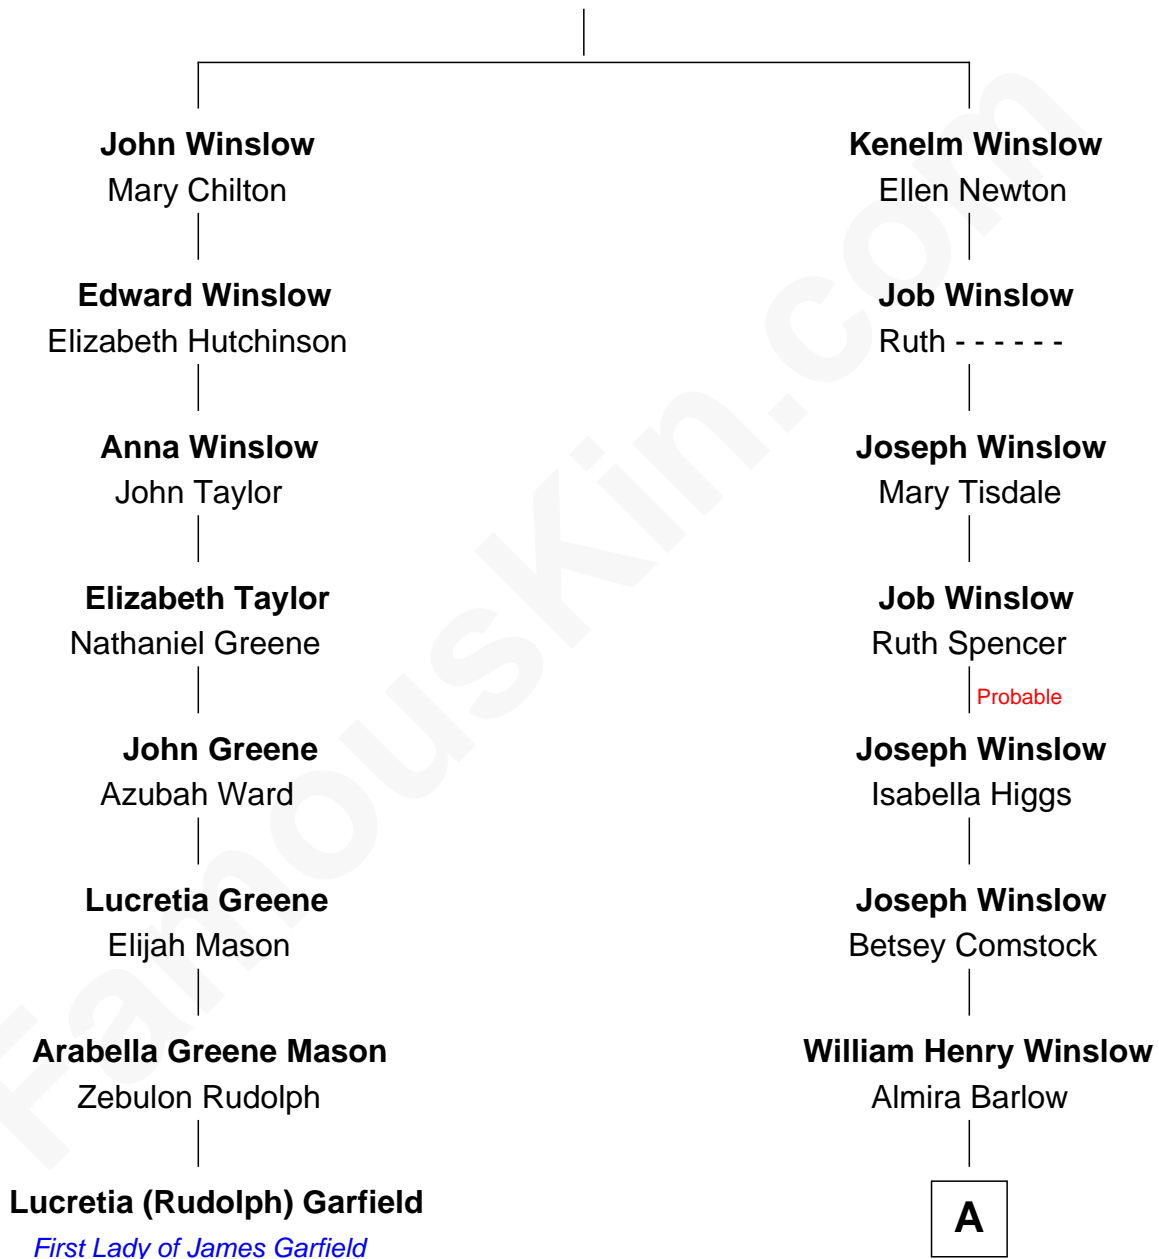 John Winslow
Mary Chilton
Kenelm Winslow
Ellen Newton
Edward Winslow
Elizabeth Hutchinson
Job Winslow
Ruth - - - - - -
Anna Winslow
John Taylor
Joseph Winslow
Mary Tisdale
Elizabeth Taylor
Nathaniel Greene
Job Winslow
Ruth Spencer
Probable
John Greene
Azubah Ward
Joseph Winslow
Isabella Higgs
Lucretia Greene
Elijah Mason
Joseph Winslow
Betsey Comstock
Arabella Greene Mason
Zebulon Rudolph
William Henry Winslow
Almira Barlow
Lucretia (Rudolph) Garfield
First Lady of James Garfield
A
FamousKin.com